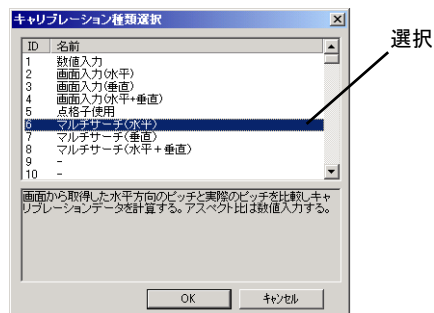 キャリブレーション種類選択
選択
ID 名前
1 数値入力
2 画面入力(水平)
3 画面入力(垂直)
4 画面入力(水平+垂直)
5 点格子使用
6 マルチサーチ(水平)
7 マルチサーチ(垂直)
8 マルチサーチ(水平+垂直)
9 -
10 -
画面から取得した水平方向のピッチと実際のピッチを比較しキャ
リブレーションデータを計算する。アスペクト比は数値入力する。
OK キャンセル